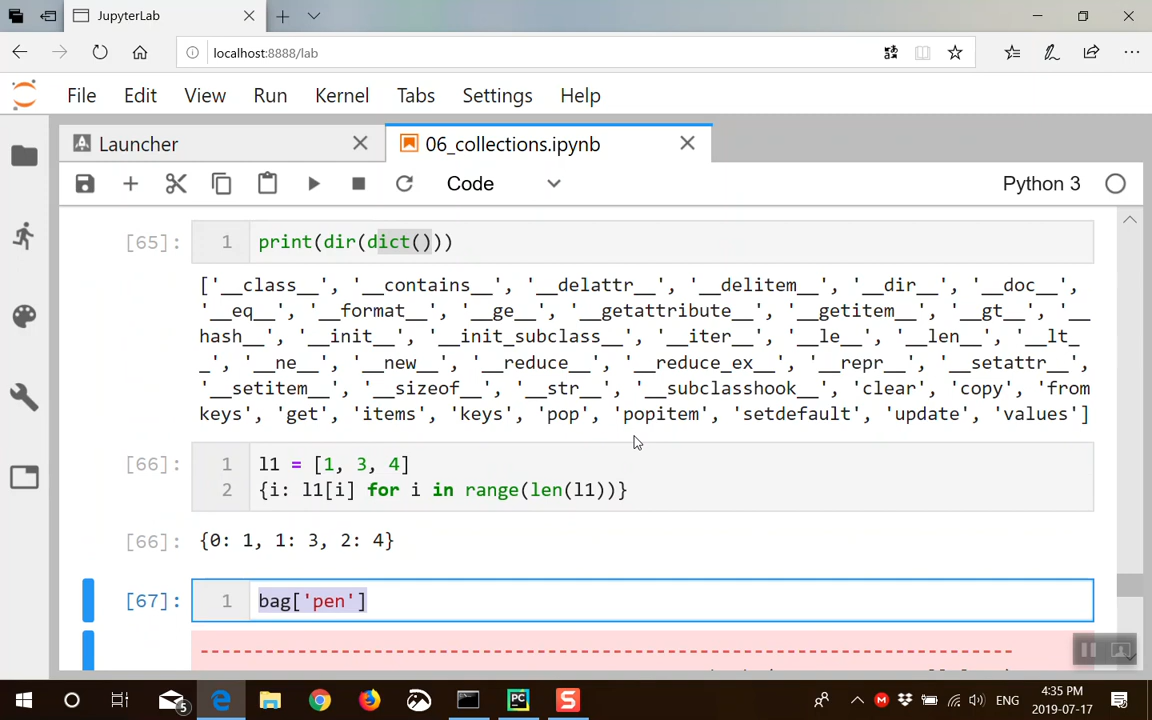 JupyterLab
localhost:8888/lab
File Edit View Run Kernel Tabs Settings Help
Launcher 06_collections.ipynb
Code Python 3
[65]: 1 print(dir(dict()))
['__class__', '__contains__', '__delattr__', '__delitem__', '__dir__', '__doc__',
'__eq__', '__format__', '__ge__', '__getattribute__', '__getitem__', '__gt__', '__
hash__', '__init__', '__init_subclass__', '__iter__', '__le__', '__len__', '__lt_
_', '__ne__', '__new__', '__reduce__', '__reduce_ex__', '__repr__', '__setattr__',
'__setitem__', '__sizeof__', '__str__', '__subclasshook__', 'clear', 'copy', 'from
keys', 'get', 'items', 'keys', 'pop', 'popitem', 'setdefault', 'update', 'values']
[66]: 1 l1 = [1, 3, 4]
2 {i: l1[i] for i in range(len(l1))}
[66]: {0: 1, 1: 3, 2: 4}
[67]: 1 bag['pen']
---------------------------------------------------------------------------
5 PC S M ENG 4:35 PM
2019-07-17